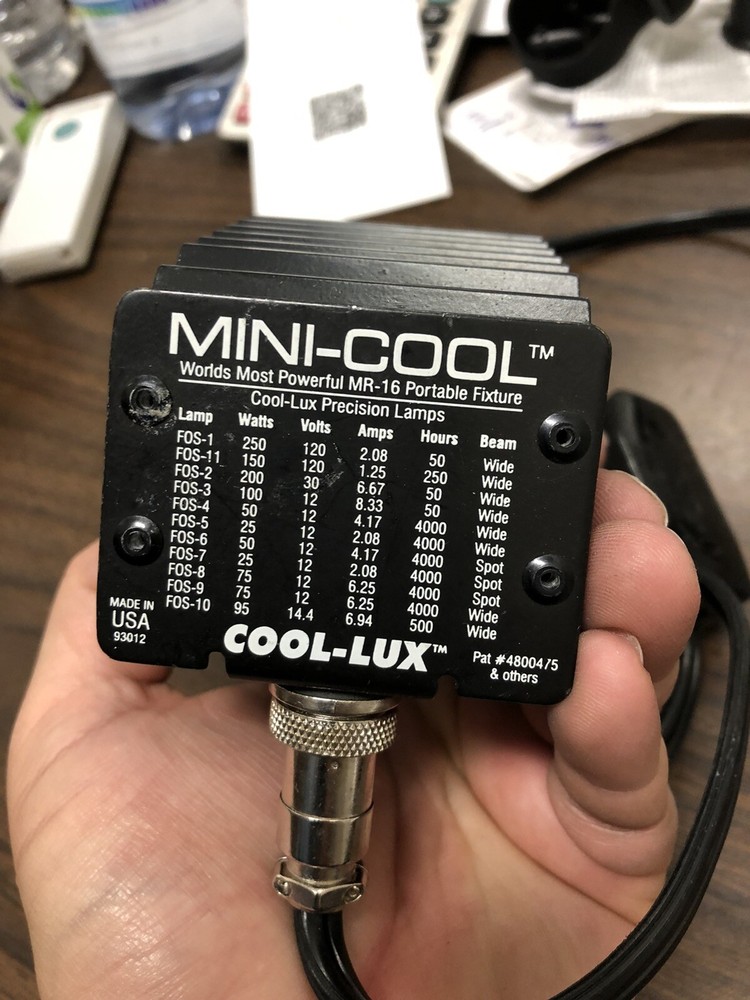 MINI-COOL™
Worlds Most Powerful MR-16 Portable Fixture
Cool-Lux Precision Lamps
Lamp Watts Volts Amps Hours Beam
FOS-1 250 120 2.08 50 Wide
FOS-11 150 120 1.25 250 Wide
FOS-2 200 30 6.67 50 Wide
FOS-3 100 12 8.33 50 Wide
FOS-4 50 12 4.17 4000 Wide
FOS-5 25 12 2.08 4000 Wide
FOS-6 50 12 4.17 4000 Spot
FOS-7 25 12 2.08 4000 Spot
FOS-8 75 12 6.25 4000 Spot
FOS-9 75 12 6.25 4000 Wide
FOS-10 95 14.4 6.94 500 Wide
MADE IN
USA
93012
COOL-LUX™
Pat #4800475
& others